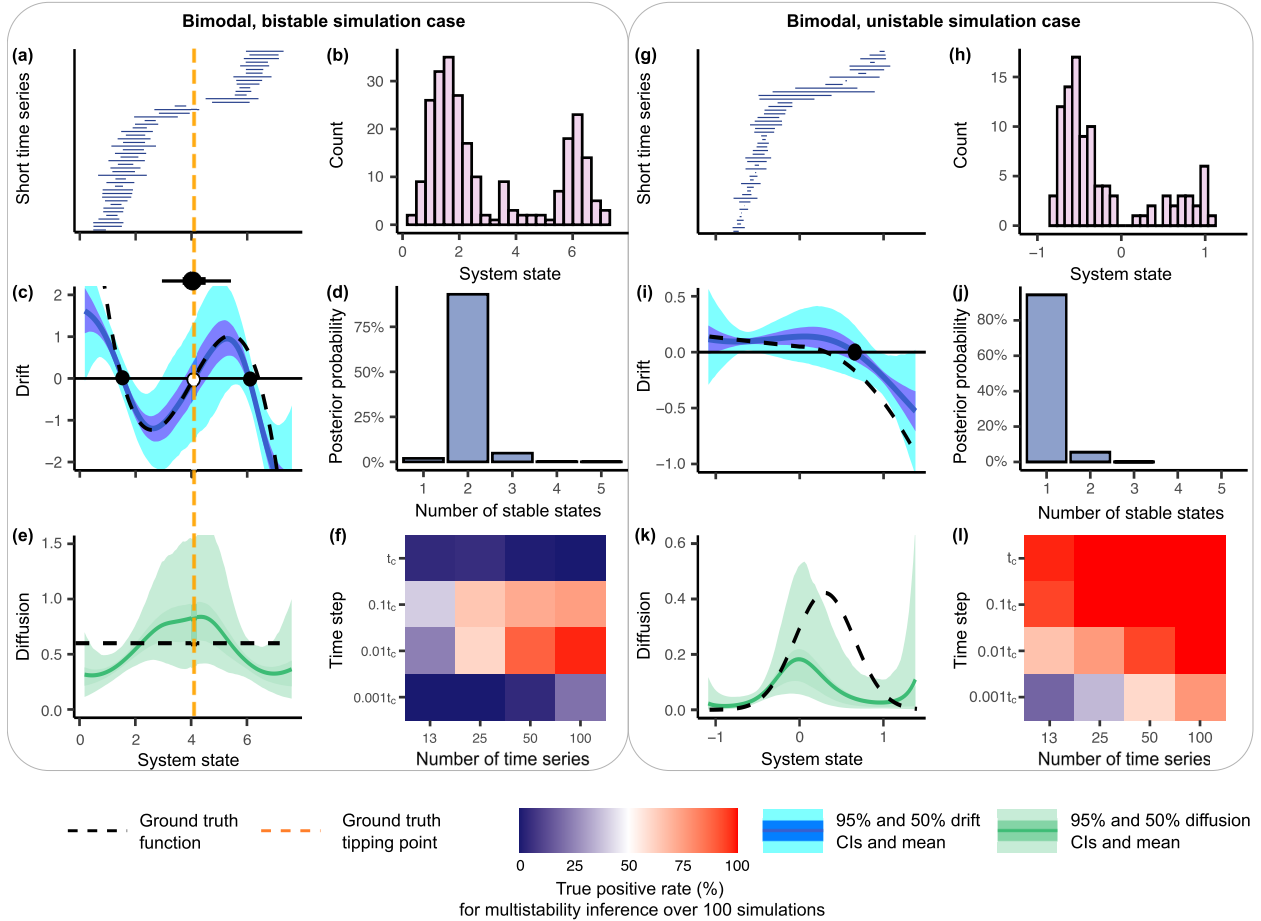 Bimodal, bistable simulation case
Bimodal, unistable simulation case
(a)
Short time series
(b)
30
20
10
0
Count
0 2 4 6
System state
(c)
2
1
0
−1
−2
Drift
(d)
75%
50%
25%
0%
Posterior probability
1 2 3 4 5
Number of stable states
(e)
1.5
1.0
0.5
0.0
Diffusion
0 2 4 6
System state
(f)
tc
0.1tc
0.01tc
0.001tc
Time step
13 25 50 100
Number of time series
(g)
Short time series
(h)
15
10
5
0
Count
−1 0 1
System state
(i)
0.5
0.0
−0.5
−1.0
Drift
(j)
80%
60%
40%
20%
0%
Posterior probability
1 2 3 4 5
Number of stable states
(k)
0.6
0.4
0.2
0.0
Diffusion
−1 0 1
System state
(l)
tc
0.1tc
0.01tc
0.001tc
Time step
13 25 50 100
Number of time series
Ground truth
function
Ground truth
tipping point
0 25 50 75 100
True positive rate (%)
for multistability inference over 100 simulations
95% and 50% drift
CIs and mean
95% and 50% diffusion
CIs and mean